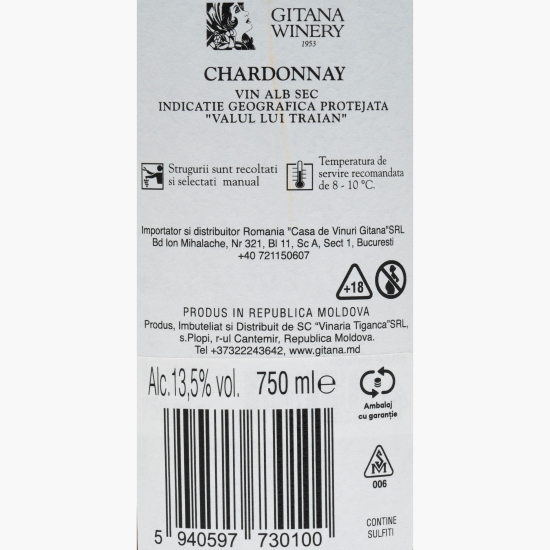 GITANA
WINERY
1953
CHARDONNAY
VIN ALB SEC
INDICATIE GEOGRAFICA PROTEJATA
"VALUL LUI TRAIAN"
Strugurii sunt recoltati
si selectati manual
Temperatura de
servire recomandata
de 8 - 10 °C.
Importator si distribuitor Romania "Casa de Vinuri Gitana"SRL
Bd Ion Mihalache, Nr 321, Bl 11, Sc A, Sect 1, Bucuresti
+40 721150607
+18
PRODUS IN REPUBLICA MOLDOVA
Produs, Imbuteliat si Distribuit de SC "Vinaria Tiganca"SRL,
s.Plopi, r-ul Cantemir, Republica Moldova.
Tel +37322243642, www.gitana.md
Alc.13,5% vol. 750 ml e
Ambalaj
cu garanție
SM
006
5 940597 730100
CONTINE
SULFITI